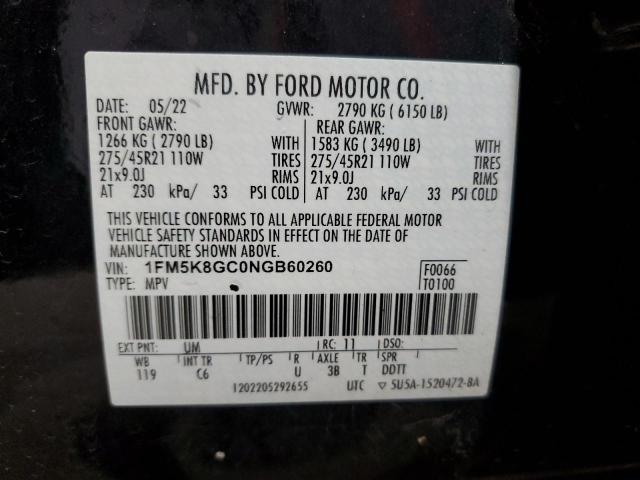 MFD. BY FORD MOTOR CO.
DATE: 05/22 GVWR: 2790 KG (6150 LB)
FRONT GAWR: REAR GAWR:
1266 KG (2790 LB) WITH 1583 KG (3490 LB) WITH
275/45R21 110W TIRES 275/45R21 110W TIRES
21x9.0J RIMS 21x9.0J RIMS
AT 230 kPa/ 33 PSI COLD AT 230 kPa/ 33 PSI COLD
THIS VEHICLE CONFORMS TO ALL APPLICABLE FEDERAL MOTOR
VEHICLE SAFETY STANDARDS IN EFFECT ON THE DATE OF
MANUFACTURE SHOWN ABOVE.
VIN: 1FM5K8GC0NGB60260 F0066
TYPE: MPV T0100
EXT PNT: UM RC: 11 DSO:
WB INT TR TP/PS R AXLE TR SPR
119 C6 U 3B T DDTT
1202205292655 UTC ▽ 5U5A-1520472-BA